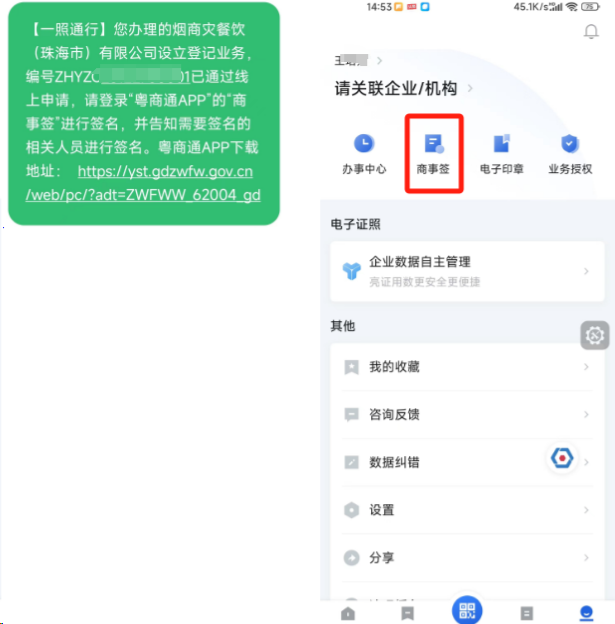 【一照通行】您办理的烟商灾餐饮
（珠海市）有限公司设立登记业务，
编号ZHYZC 1已通过线
上申请，请登录“粤商通APP”的“商
事签”进行签名，并告知需要签名的
相关人员进行签名。粤商通APP下载
地址： https://yst.gdzwfw.gov.cn
/web/pc/?adt=ZWFWW_62004_gd
14:53
45.1K/s
75
请关联企业/机构
办事中心
商事签
电子印章
业务授权
电子证照
企业数据自主管理
亮证用数更安全更便捷
其他
我的收藏
咨询反馈
数据纠错
设置
分享